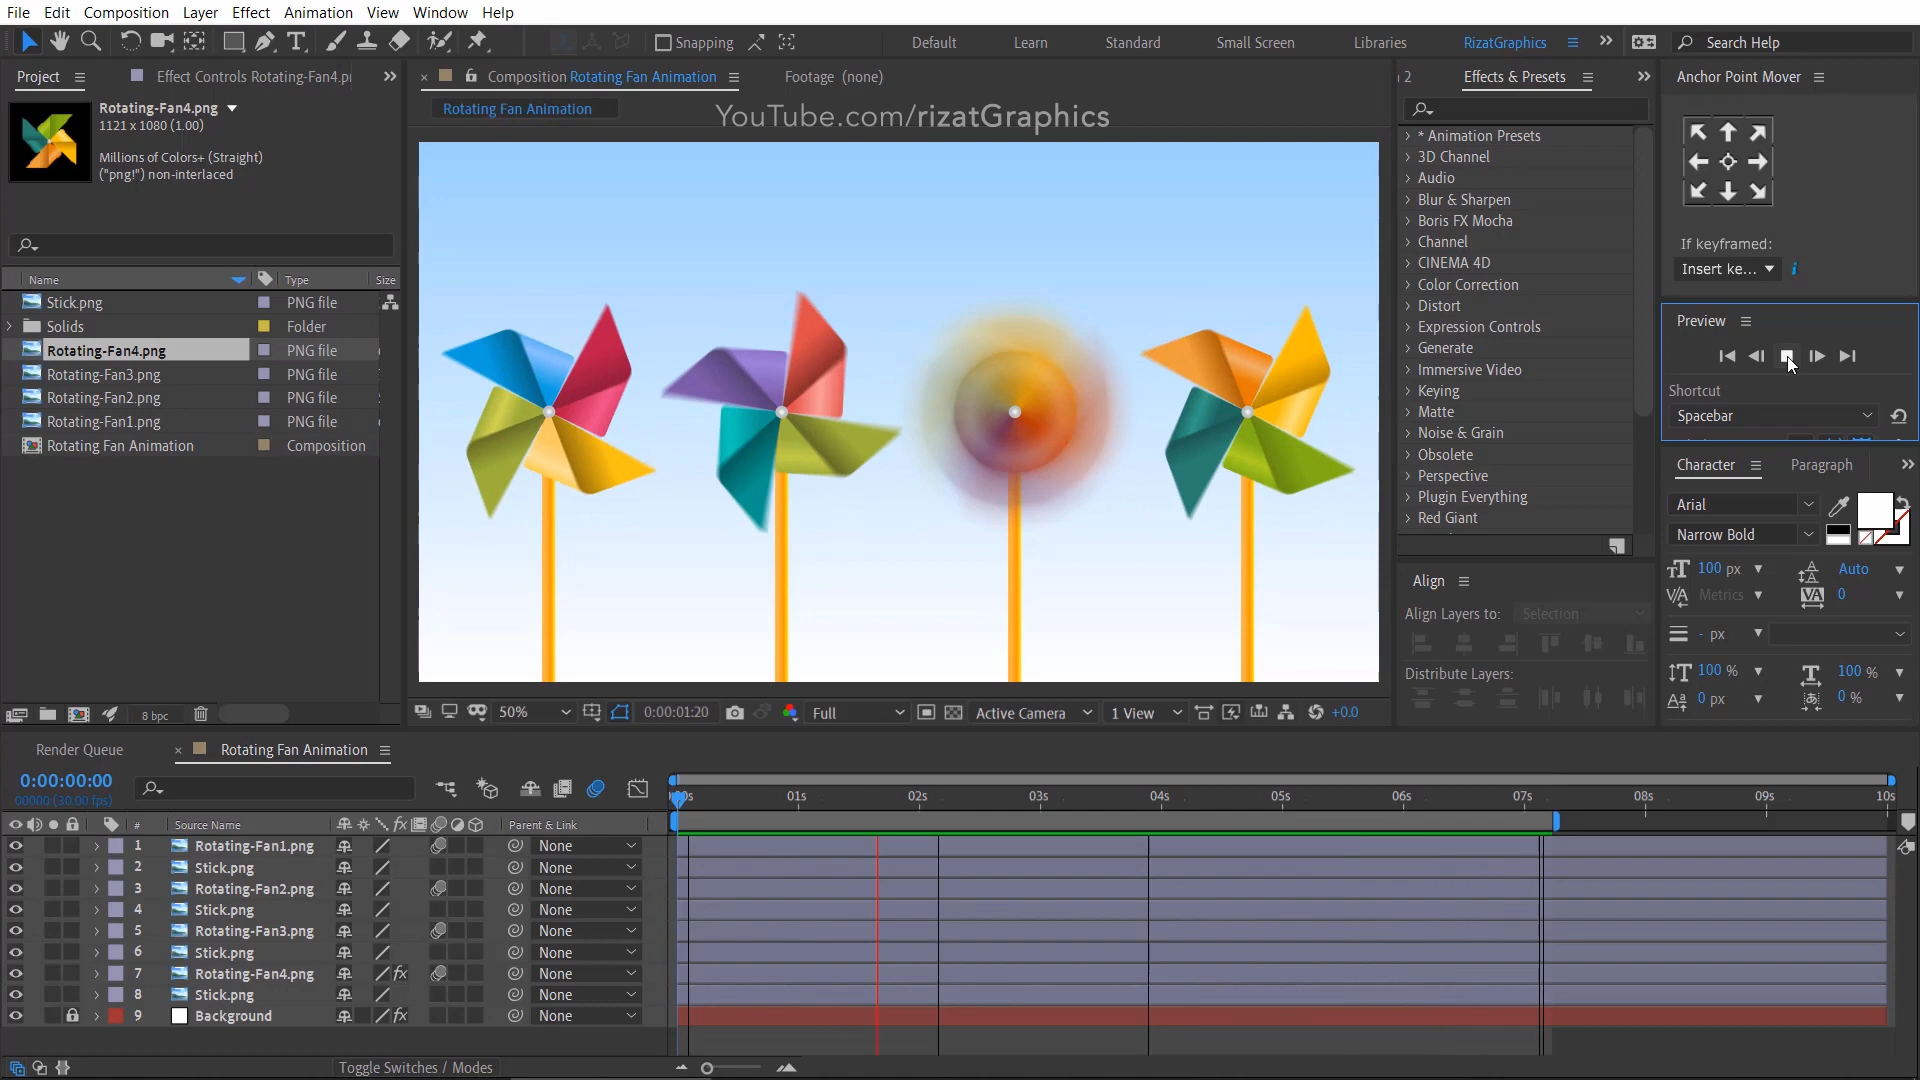 File Edit Composition Layer Effect Animation View Window Help
Snapping Default Learn Standard Small Screen Libraries RizatGraphics Search Help
Project Effect Controls Rotating-Fan4.pr
Rotating-Fan4.png
1121 x 1080 (1.00)
Millions of Colors+ (Straight)
("png!") non-interlaced
Name Type Size
Stick.png PNG file
Solids Folder
Rotating-Fan4.png PNG file
Rotating-Fan3.png PNG file
Rotating-Fan2.png PNG file
Rotating-Fan1.png PNG file
Rotating Fan Animation Composition
8 bpc
Composition Rotating Fan Animation Footage (none)
Rotating Fan Animation
YouTube.com/rizatGraphics
50% 0:00:01:20 Full Active Camera 1 View +0.0
2 Effects & Presets
* Animation Presets
3D Channel
Audio
Blur & Sharpen
Boris FX Mocha
Channel
CINEMA 4D
Color Correction
Distort
Expression Controls
Generate
Immersive Video
Keying
Matte
Noise & Grain
Obsolete
Perspective
Plugin Everything
Red Giant
Align
Align Layers to: Selection
Distribute Layers:
Anchor Point Mover
If keyframed:
Insert ke...
Preview
Shortcut
Spacebar
Character Paragraph
Arial
Narrow Bold
100 px Auto
Metrics 0
- px
100 % 100 %
0 px 0 %
Render Queue Rotating Fan Animation
0:00:00:00
00000 (30.00 fps)
01s 02s 03s 04s 05s 06s 07s 08s 09s 10s
# Source Name Parent & Link
1 Rotating-Fan1.png None
2 Stick.png None
3 Rotating-Fan2.png None
4 Stick.png None
5 Rotating-Fan3.png None
6 Stick.png None
7 Rotating-Fan4.png fx None
8 Stick.png None
9 Background fx None
Toggle Switches / Modes